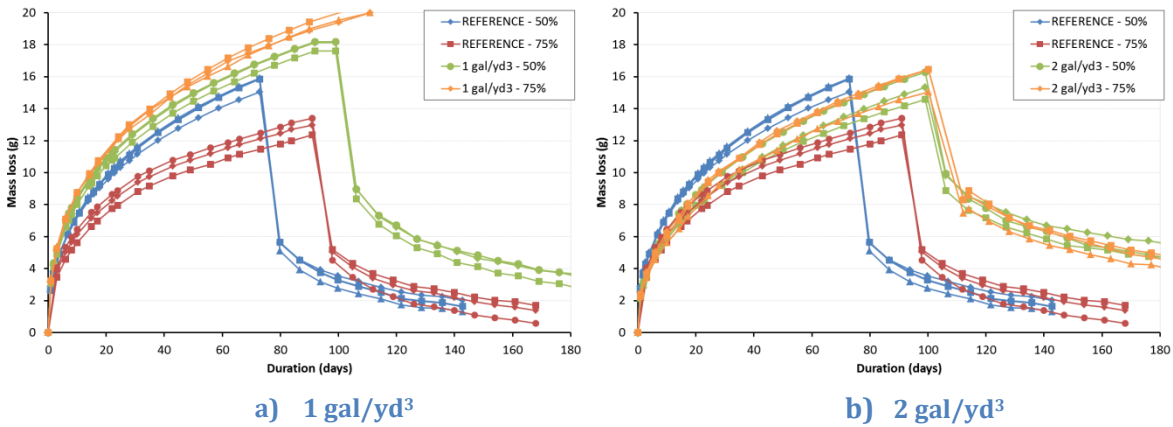 20
18
16
14
12
10
8
6
4
2
0
Mass loss (g)
0 20 40 60 80 100 120 140 160 180
Duration (days)
REFERENCE - 50%
REFERENCE - 75%
1 gal/yd3 - 50%
1 gal/yd3 - 75%
a) 1 gal/yd³
20
18
16
14
12
10
8
6
4
2
0
Mass loss (g)
0 20 40 60 80 100 120 140 160 180
Duration (days)
REFERENCE - 50%
REFERENCE - 75%
2 gal/yd3 - 50%
2 gal/yd3 - 75%
b) 2 gal/yd³